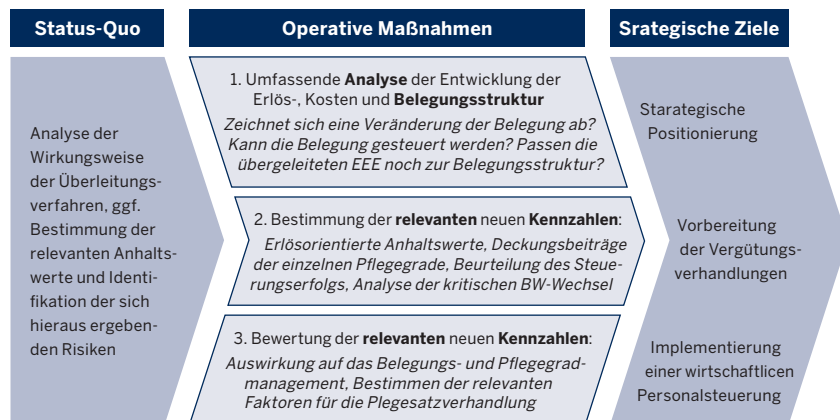 Status-Quo
Analyse der
Wirkungsweise
der Überleitungs-
verfahren, ggf.
Bestimmung der
relevanten Anhalts-
werte und Identi-
fikation der sich
hieraus ergeben-
den Risiken
Operative Maßnahmen
1. Umfassende Analyse der Entwicklung der
Erlös-, Kosten und Belegungsstruktur
Zeichnet sich eine Veränderung der Belegung ab?
Kann die Belegung gesteuert werden? Passen die
übergeleiteten EEE noch zur Belegungsstruktur?
2. Bestimmung der relevanten neuen Kennzahlen:
Erlösorientierte Anhaltswerte, Deckungsbeiträge
der einzelnen Pflegegrade, Beurteilung des Steue-
rungserfolgs, Analyse der kritischen BW-Wechsel
3. Bewertung der relevanten neuen Kennzahlen:
Auswirkung auf das Belegungs- und Pflegegrad-
management, Bestimmen der relevanten
Faktoren für die Plegesatzverhandlung
Srategische Ziele
Starategische
Positionierung
Vorbereitung
der Vergütungs-
verhandlungen
Implementierung
einer wirtschaftlichen
Personalsteuerung